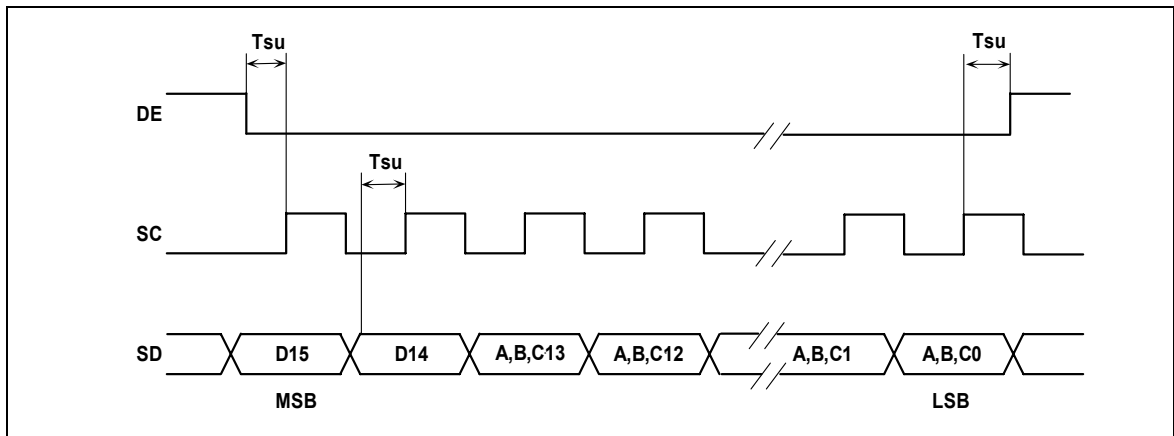 Tsu Tsu
DE
Tsu
SC
SD D15 D14 A,B,C13 A,B,C12 A,B,C1 A,B,C0
MSB LSB